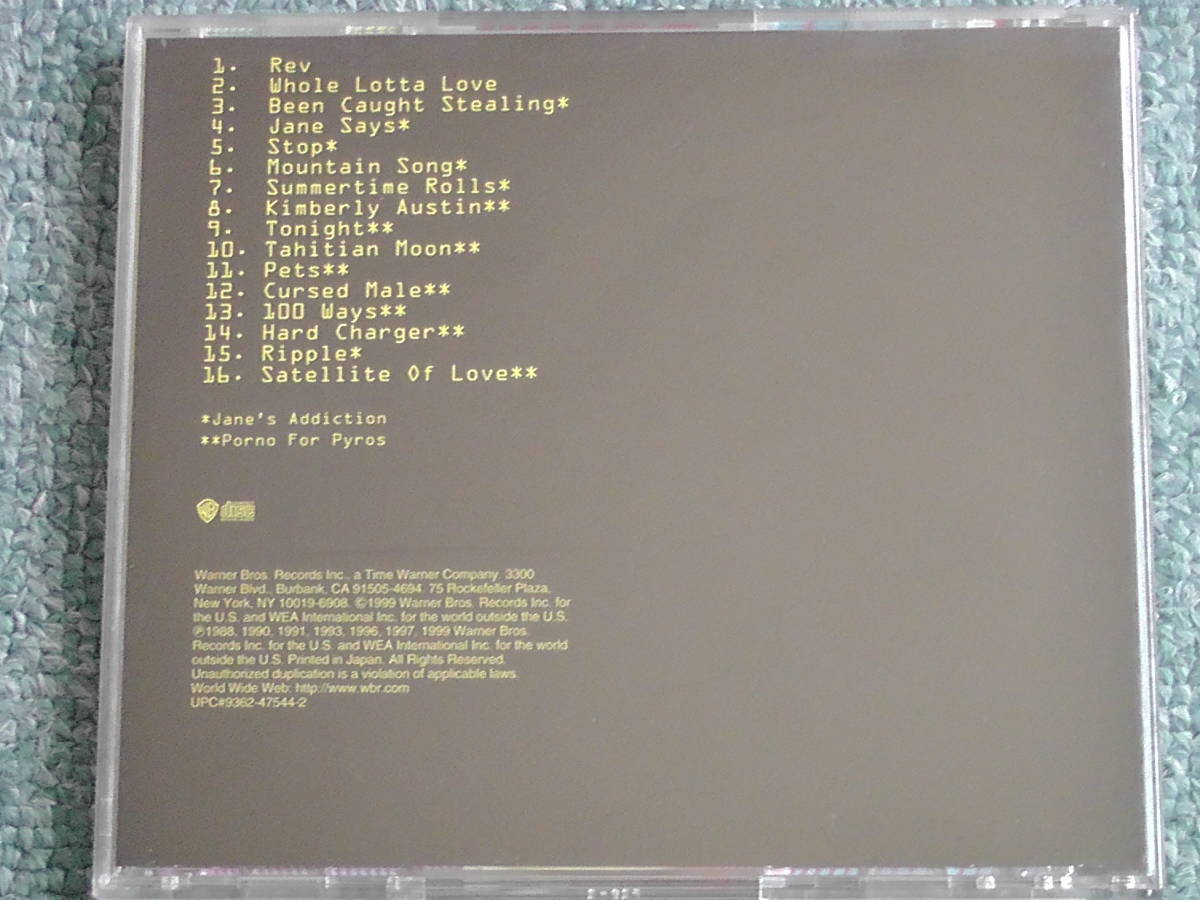 1. Rev
2. Whole Lotta Love
3. Been Caught Stealing*
4. Jane Says*
5. Stop*
6. Mountain Song*
7. Summertime Rolls*
8. Kimberly Austin**
9. Tonight**
10. Tahitian Moon**
11. Pets**
12. Cursed Male**
13. 100 Ways**
14. Hard Charger**
15. Ripple*
16. Satellite Of Love**
*Jane's Addiction
**Porno For Pyros
WB disc
Warner Bros. Records Inc., a Time Warner Company. 3300
Warner Blvd., Burbank, CA 91505-4694 75 Rockefeller Plaza,
New York, NY 10019-6908. ©1999 Warner Bros. Records Inc. for
the U.S. and WEA International Inc. for the world outside the U.S.
℗1988, 1990, 1991, 1993, 1996, 1997, 1999 Warner Bros.
Records Inc. for the U.S. and WEA International Inc. for the world
outside the U.S. Printed in Japan. All Rights Reserved.
Unauthorized duplication is a violation of applicable laws.
World Wide Web: http://www.wbr.com
UPC#9362-47544-2